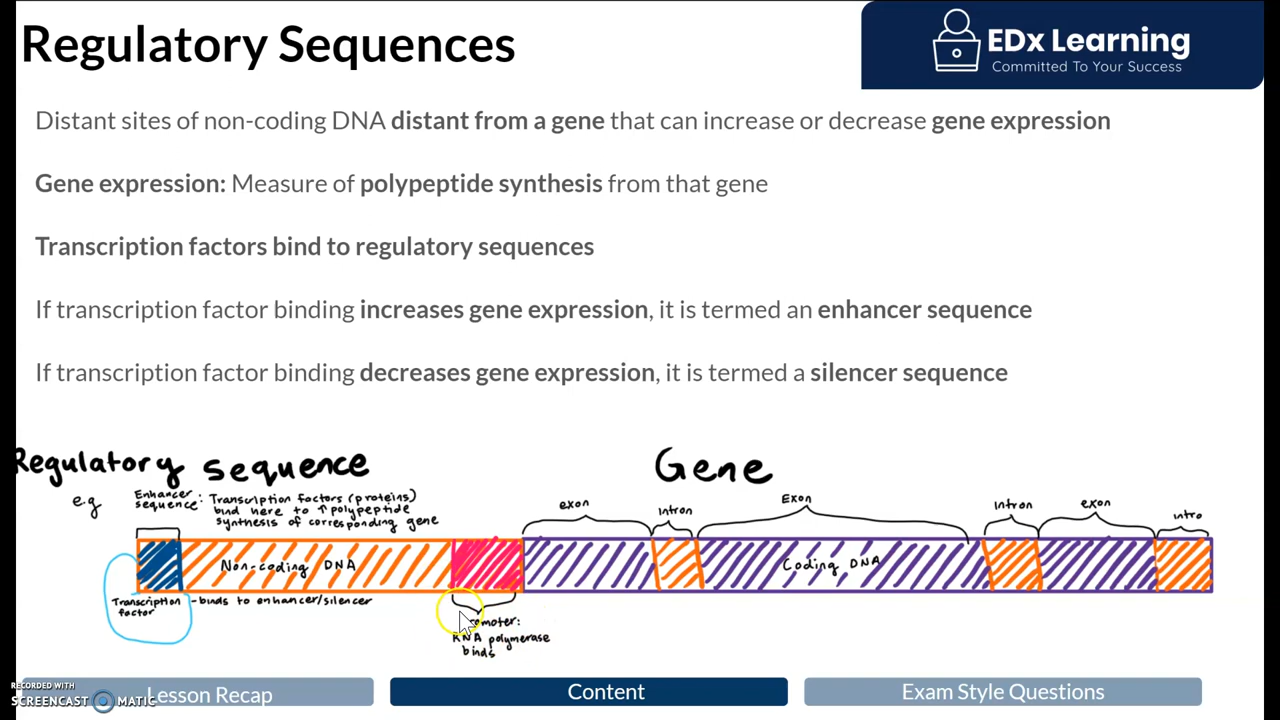 Regulatory Sequences
EDx Learning
Committed To Your Success
Distant sites of non-coding DNA distant from a gene that can increase or decrease gene expression
Gene expression: Measure of polypeptide synthesis from that gene
Transcription factors bind to regulatory sequences
If transcription factor binding increases gene expression, it is termed an enhancer sequence
If transcription factor binding decreases gene expression, it is termed a silencer sequence
Regulatory sequence
Gene
e.g
Enhancer sequence: Transcription factors (proteins)
bind here to ↑ polypeptide
synthesis of corresponding gene
exon
intron
Exon
intron
exon
intro
Non-coding DNA
Coding DNA
Transcription factor
-binds to enhancer/silencer
omoter:
RNA polymerase
binds
RECORDED WITH
SCREENCAST MATIC
Lesson Recap
Content
Exam Style Questions